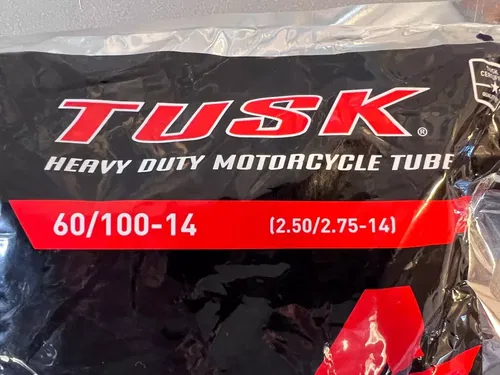 TUSK®
HEAVY DUTY MOTORCYCLE TUBE
60/100-14 (2.50/2.75-14)